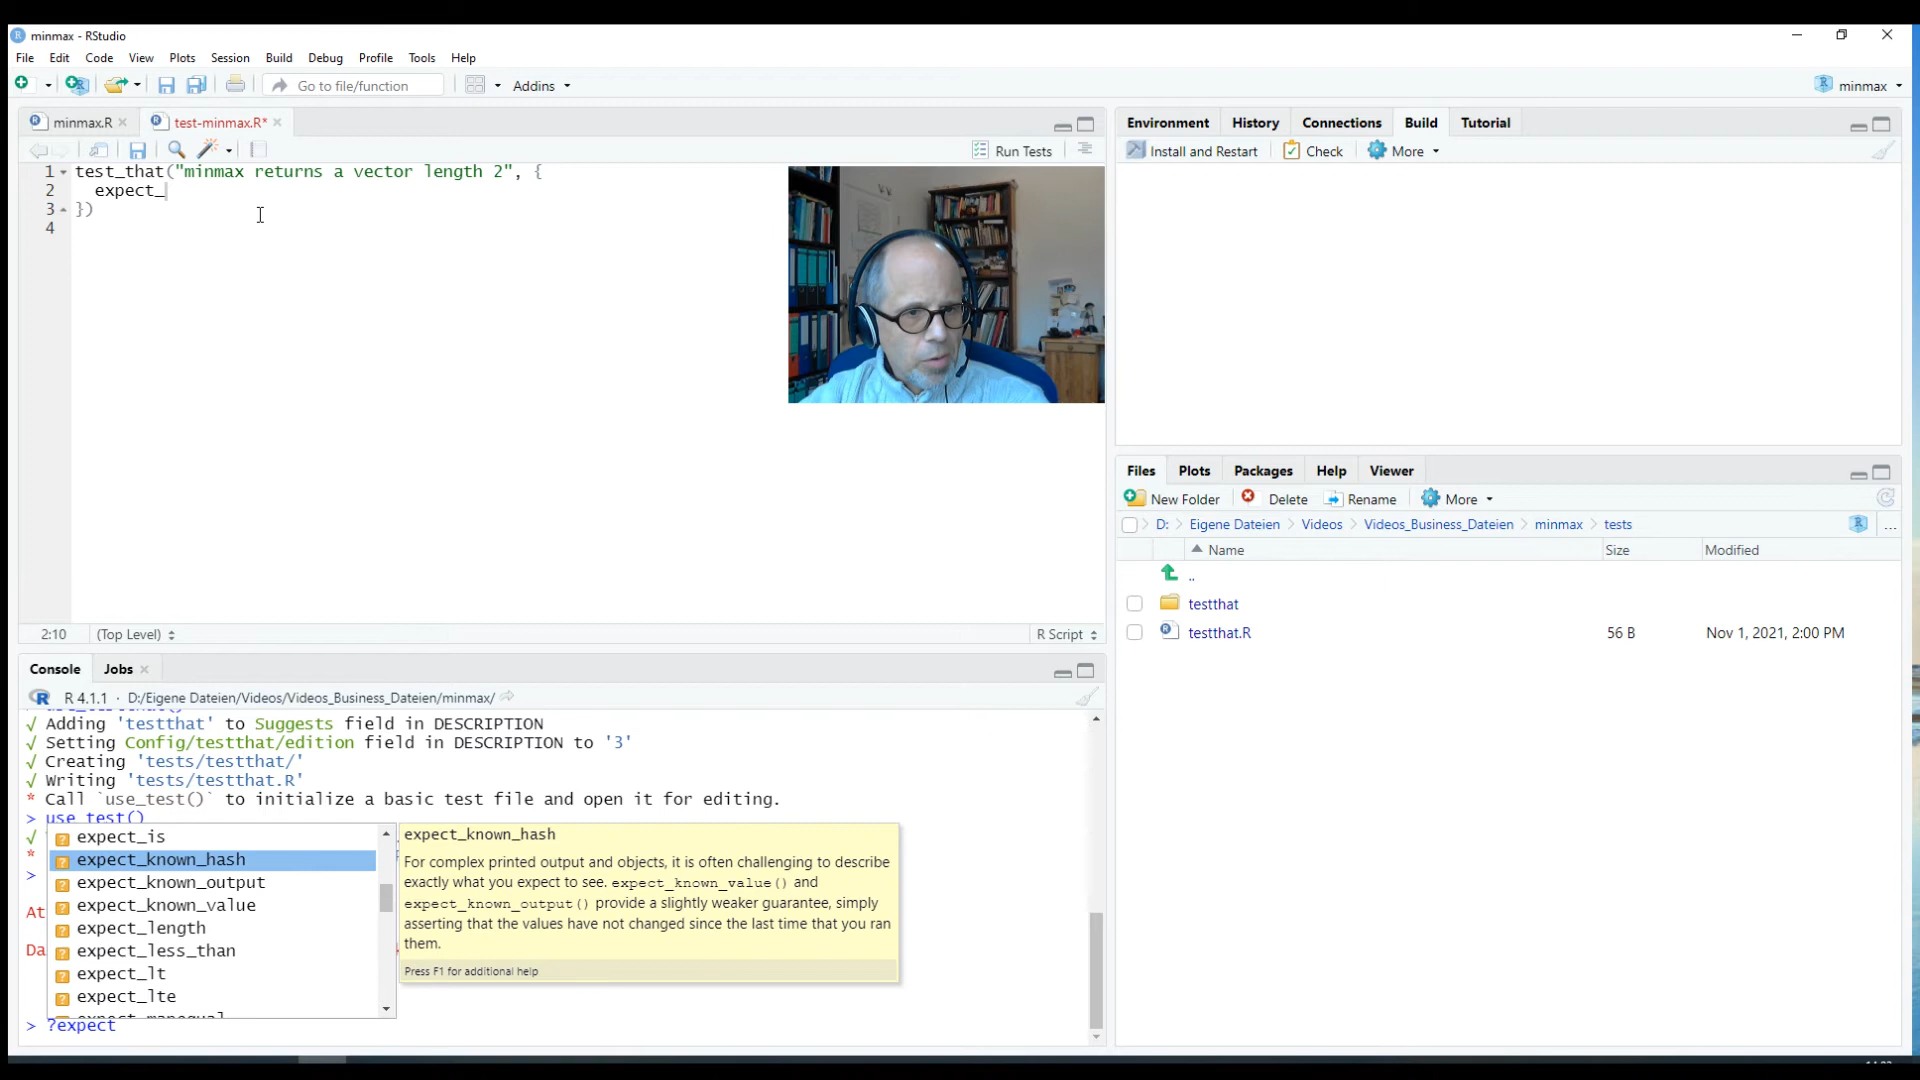 minmax - RStudio
File Edit Code View Plots Session Build Debug Profile Tools Help
Go to file/function Addins minmax
minmax.R test-minmax.R*
Run Tests
1 test_that("minmax returns a vector length 2", {
2 expect_
3 })
4
2:10 (Top Level) R Script
Console Jobs
R 4.1.1 · D:/Eigene Dateien/Videos/Videos_Business_Dateien/minmax/
√ Adding 'testthat' to Suggests field in DESCRIPTION
√ Setting Config/testthat/edition field in DESCRIPTION to '3'
√ Creating 'tests/testthat/'
√ Writing 'tests/testthat.R'
* Call `use_test()` to initialize a basic test file and open it for editing.
> use_test()
√
*
>
At
Da
expect_is
expect_known_hash
expect_known_output
expect_known_value
expect_length
expect_less_than
expect_lt
expect_lte
expect_known_hash
For complex printed output and objects, it is often challenging to describe
exactly what you expect to see. expect_known_value() and
expect_known_output() provide a slightly weaker guarantee, simply
asserting that the values have not changed since the last time that you ran
them.
Press F1 for additional help
> ?expect
Environment History Connections Build Tutorial
Install and Restart Check More
Files Plots Packages Help Viewer
New Folder Delete Rename More
D: Eigene Dateien Videos Videos_Business_Dateien minmax tests ...
Name Size Modified
..
testthat
testthat.R 56 B Nov 1, 2021, 2:00 PM